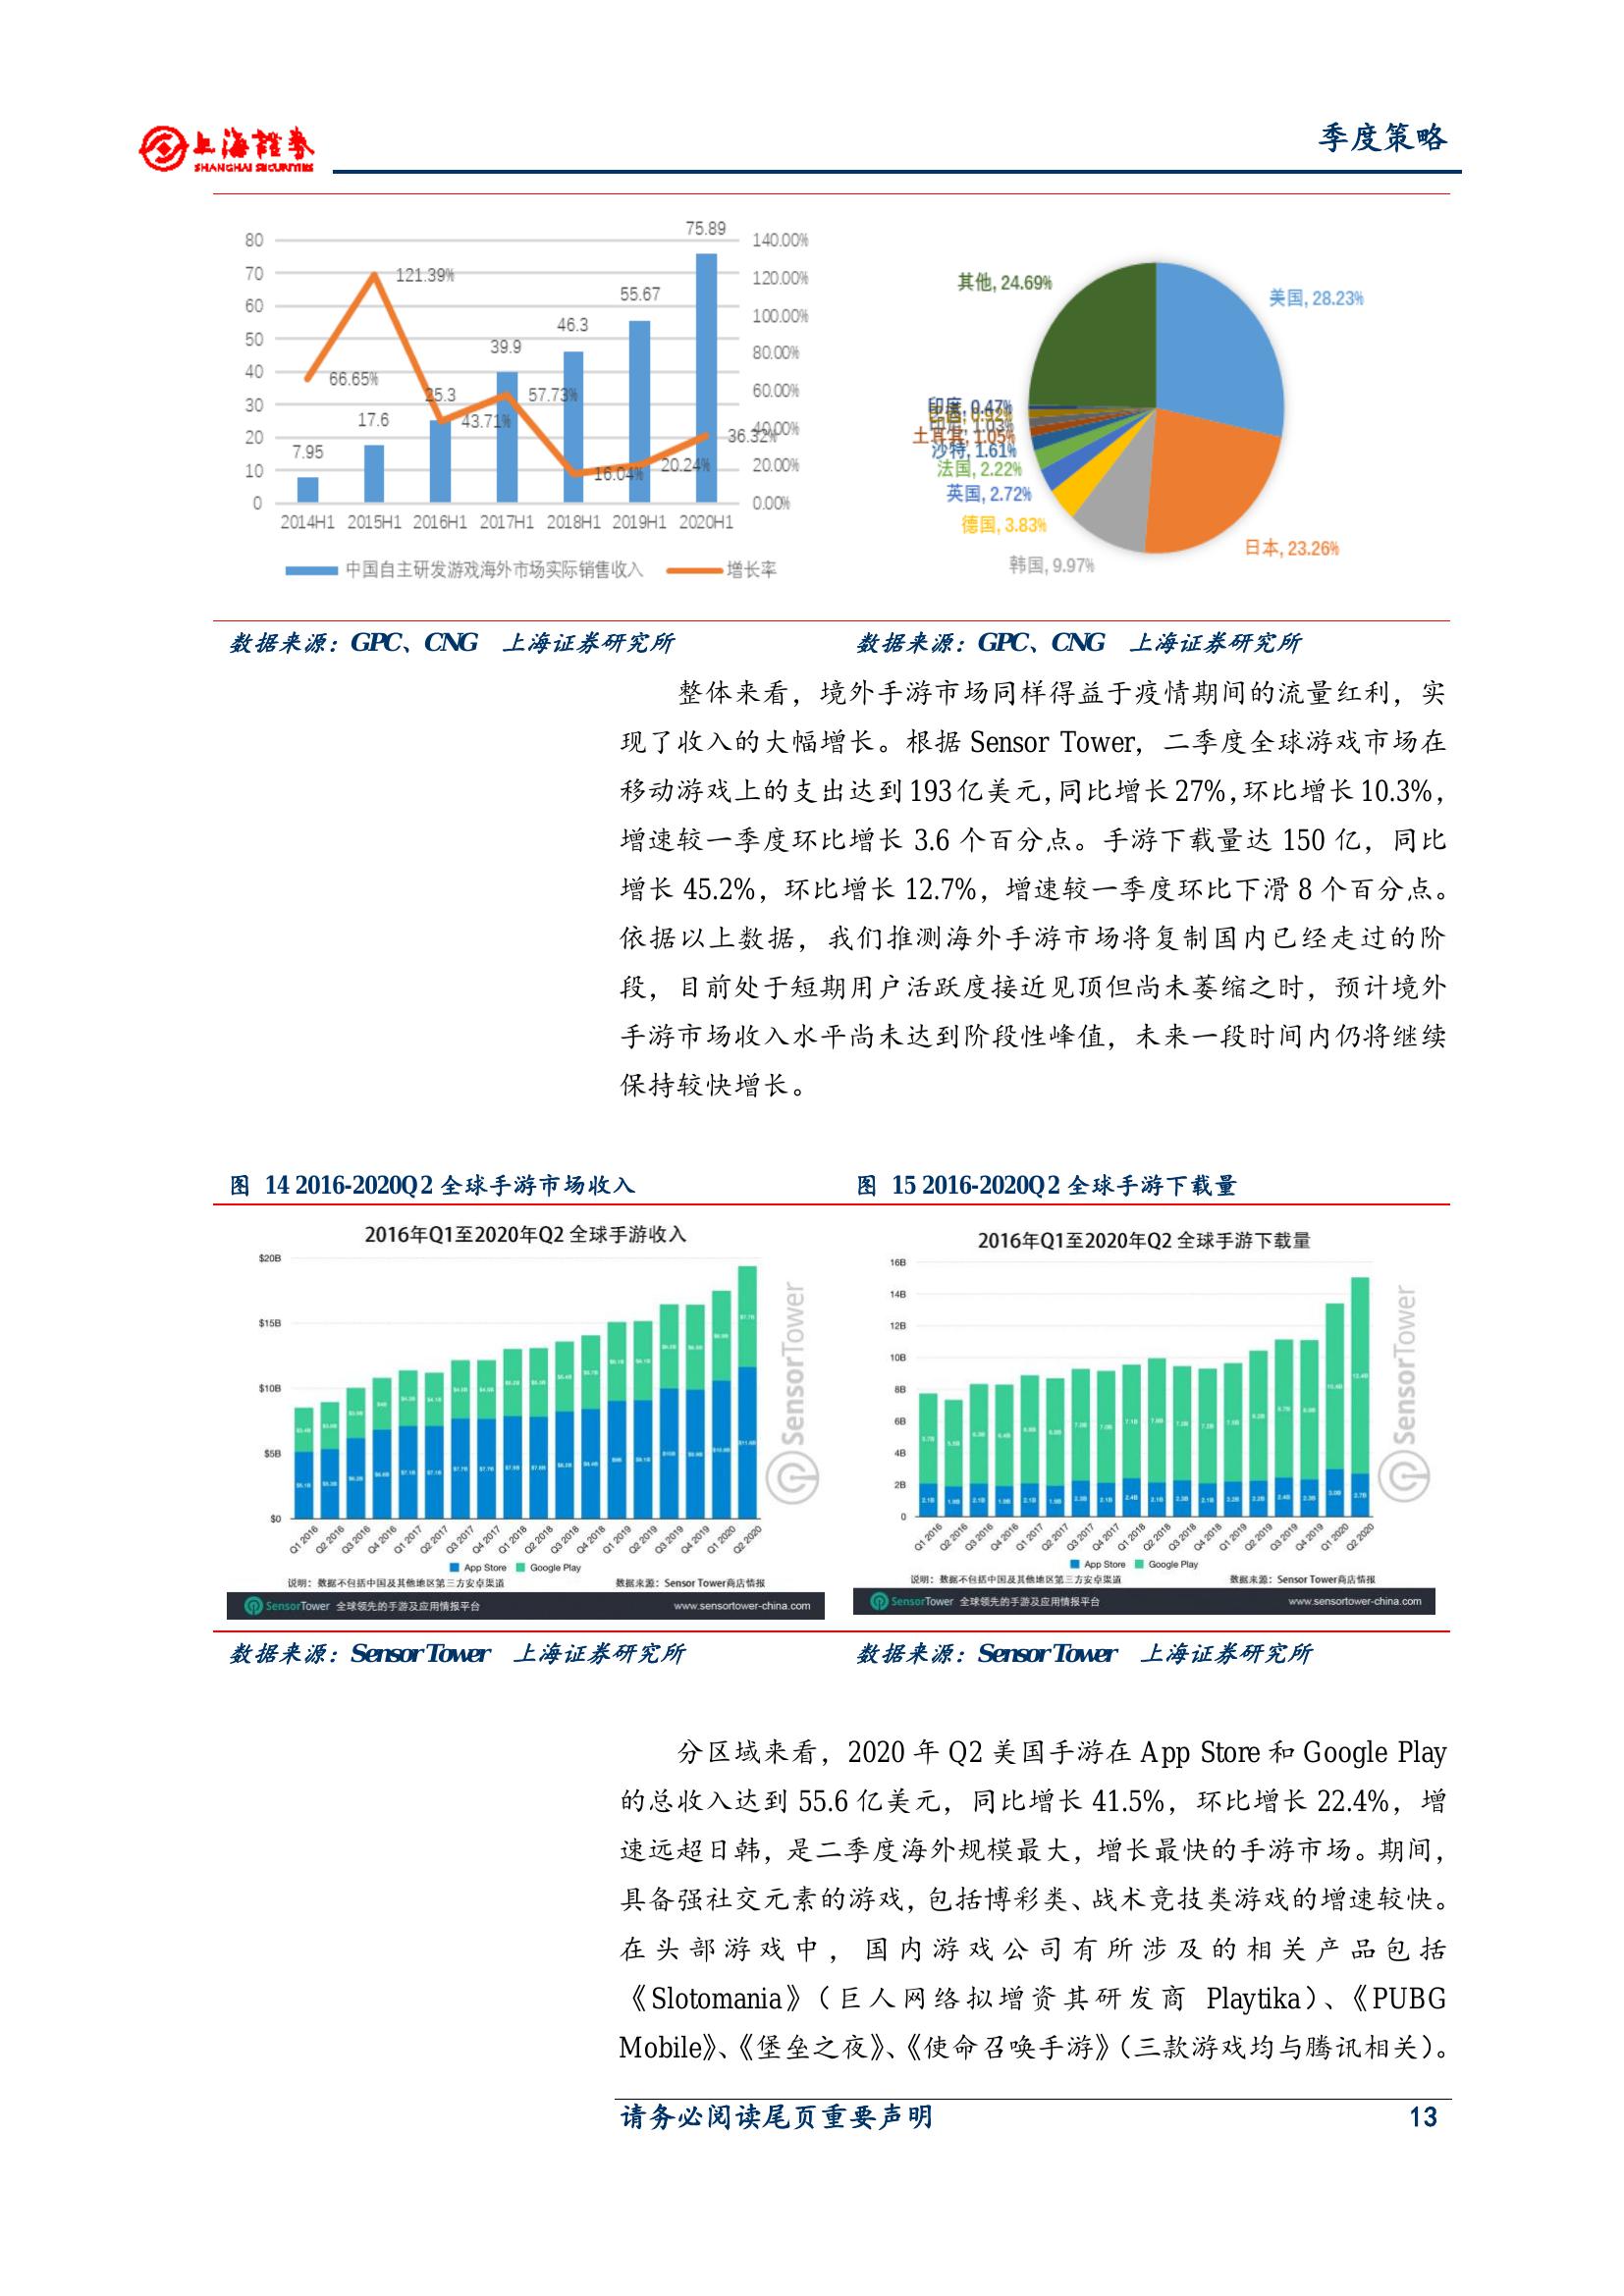 上海證券
SHANGHAI SECURITIES
季度策略
75.89
80
70
60
50
40
30
20
10
0
140.00%
120.00%
100.00%
80.00%
60.00%
40.00%
20.00%
0.00%
7.95
17.6
25.3
39.9
46.3
55.67
66.65%
121.39%
43.71%
57.73%
16.04%
20.24%
36.32%
2014H1 2015H1 2016H1 2017H1 2018H1 2019H1 2020H1
中国自主研发游戏海外市场实际销售收入 增长率
其他, 24.69%
美国, 28.23%
印度, 0.47%
0.92%
印尼, 1.03%
土耳其, 1.05%
沙特, 1.61%
法国, 2.22%
英国, 2.72%
德国, 3.83%
韩国, 9.97%
日本, 23.26%
数据来源：GPC、CNG 上海证券研究所
数据来源：GPC、CNG 上海证券研究所
整体来看，境外手游市场同样得益于疫情期间的流量红利，实
现了收入的大幅增长。根据 Sensor Tower，二季度全球游戏市场在
移动游戏上的支出达到 193 亿美元，同比增长 27%，环比增长 10.3%，
增速较一季度环比增长 3.6 个百分点。手游下载量达 150 亿，同比
增长 45.2%，环比增长 12.7%，增速较一季度环比下滑 8 个百分点。
依据以上数据，我们推测海外手游市场将复制国内已经走过的阶
段，目前处于短期用户活跃度接近见顶但尚未萎缩之时，预计境外
手游市场收入水平尚未达到阶段性峰值，未来一段时间内仍将继续
保持较快增长。
图 14 2016-2020Q2 全球手游市场收入
图 15 2016-2020Q2 全球手游下载量
2016年Q1至2020年Q2 全球手游收入
$20B
$15B
$10B
$5B
$0
Q1 2016 Q2 2016 Q3 2016 Q4 2016 Q1 2017 Q2 2017 Q3 2017 Q4 2017 Q1 2018 Q2 2018 Q3 2018 Q4 2018 Q1 2019 Q2 2019 Q3 2019 Q4 2019 Q1 2020 Q2 2020
App Store Google Play
说明：数据不包括中国及其他地区第三方安卓渠道 数据来源：Sensor Tower商店情报
SensorTower 全球领先的手游及应用情报平台 www.sensortower-china.com
SensorTower
2016年Q1至2020年Q2 全球手游下载量
16B
14B
12B
10B
8B
6B
4B
2B
0
Q1 2016 Q2 2016 Q3 2016 Q4 2016 Q1 2017 Q2 2017 Q3 2017 Q4 2017 Q1 2018 Q2 2018 Q3 2018 Q4 2018 Q1 2019 Q2 2019 Q3 2019 Q4 2019 Q1 2020 Q2 2020
App Store Google Play
说明：数据不包括中国及其他地区第三方安卓渠道 数据来源：Sensor Tower商店情报
SensorTower 全球领先的手游及应用情报平台 www.sensortower-china.com
SensorTower
数据来源：Sensor Tower 上海证券研究所
数据来源：Sensor Tower 上海证券研究所
分区域来看，2020 年 Q2 美国手游在 App Store 和 Google Play
的总收入达到 55.6 亿美元，同比增长 41.5%，环比增长 22.4%，增
速远超日韩，是二季度海外规模最大，增长最快的手游市场。期间，
具备强社交元素的游戏，包括博彩类、战术竞技类游戏的增速较快。
在头部游戏中，国内游戏公司有所涉及的相关产品包括
《Slotomania》（巨人网络拟增资其研发商 Playtika）、《PUBG
Mobile》、《堡垒之夜》、《使命召唤手游》（三款游戏均与腾讯相关）。
请务必阅读尾页重要声明
13